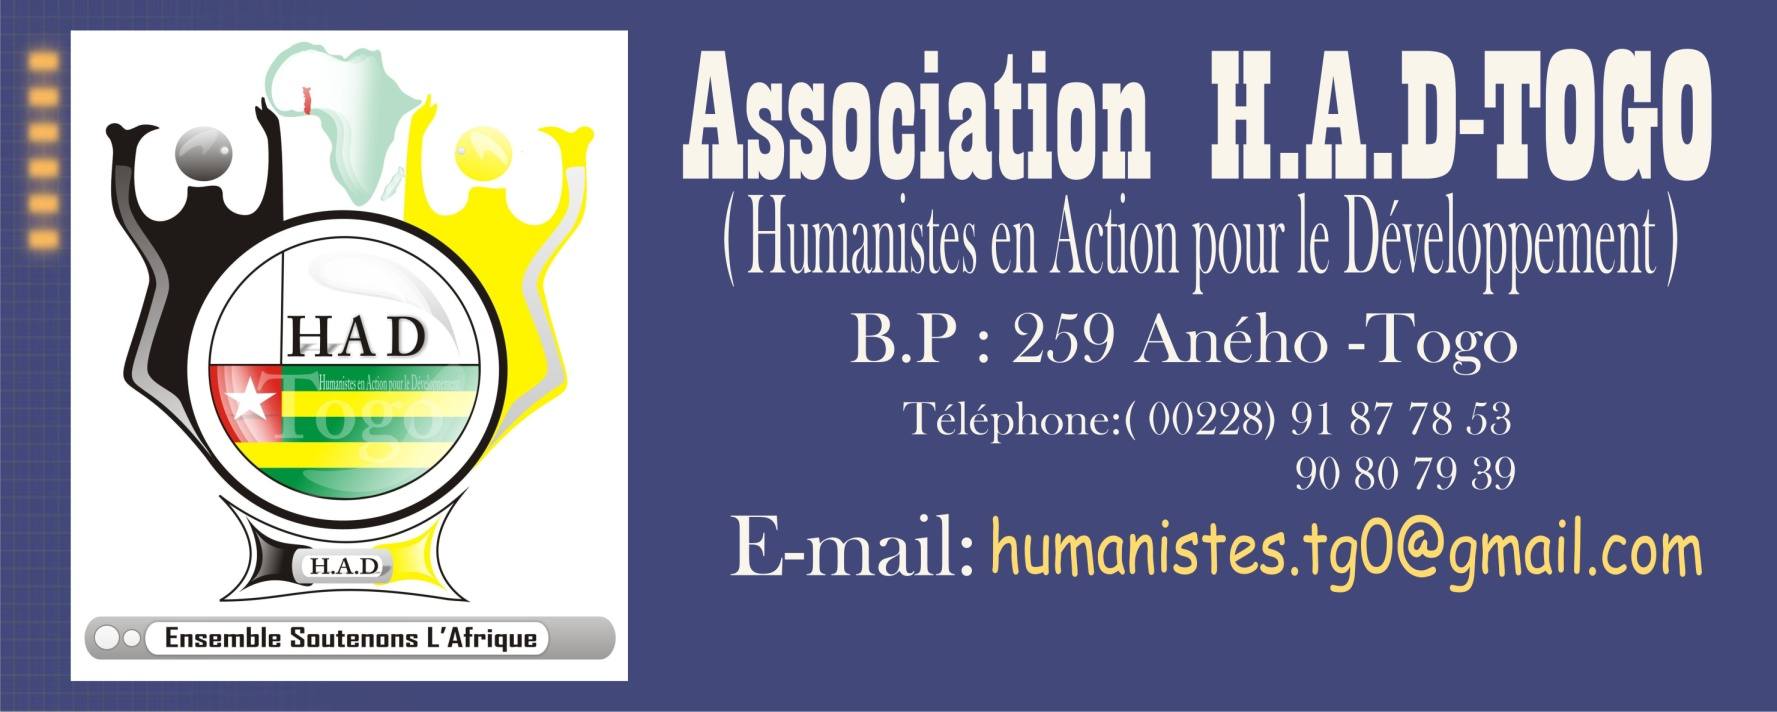 Association H.A.D-TOGO
( Humanistes en Action pour le Développement )
B.P : 259 Aného -Togo
Téléphone:( 00228) 91 87 78 53
90 80 79 39
E-mail: humanistes.tg0@gmail.com
HAD
Humanistes en Action pour le Développement
Togo
H.A.D
Ensemble Soutenons L'Afrique